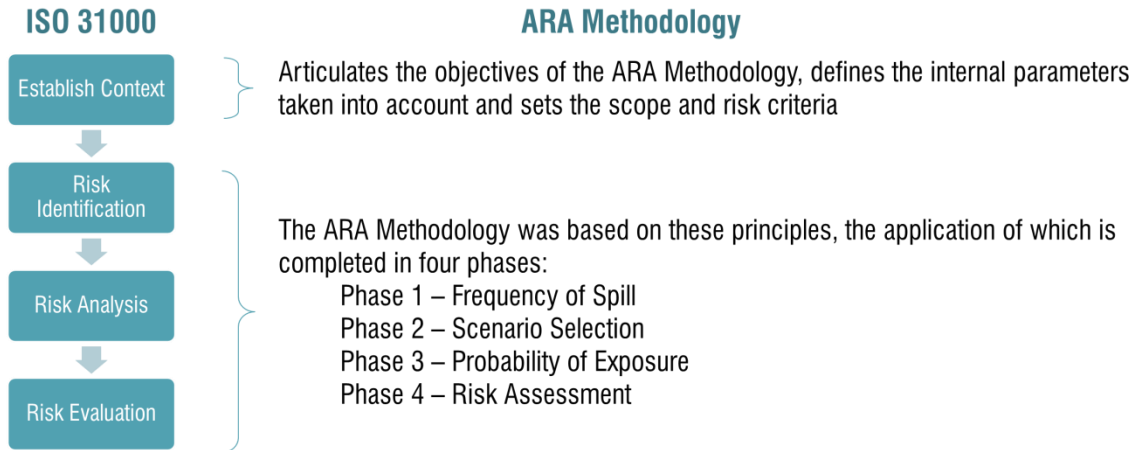 ISO 31000
ARA Methodology
Establish Context
Articulates the objectives of the ARA Methodology, defines the internal parameters
taken into account and sets the scope and risk criteria
Risk
Identification
Risk Analysis
Risk Evaluation
The ARA Methodology was based on these principles, the application of which is
completed in four phases:
Phase 1 – Frequency of Spill
Phase 2 – Scenario Selection
Phase 3 – Probability of Exposure
Phase 4 – Risk Assessment